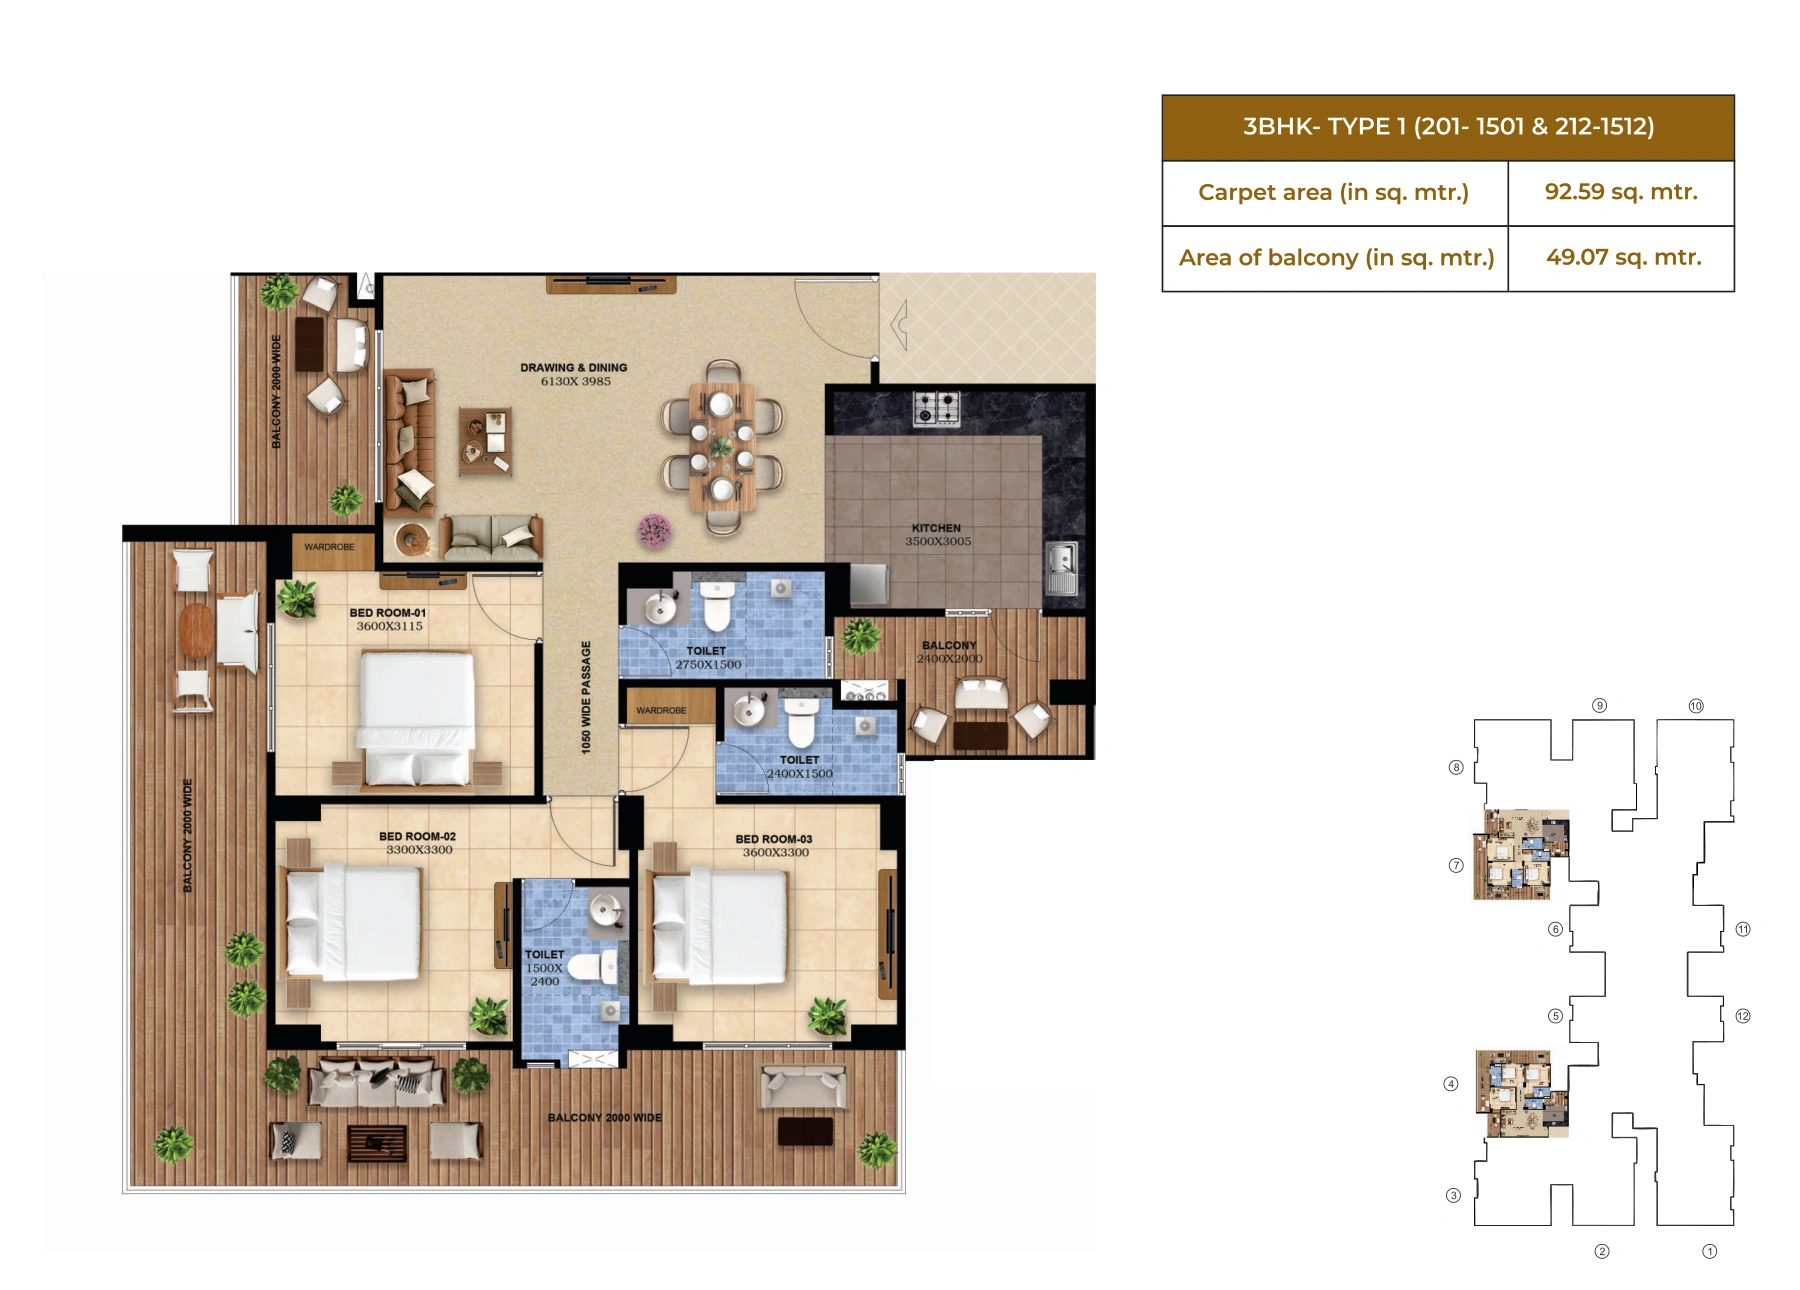 3BHK- TYPE 1 (201- 1501 & 212-1512)
Carpet area (in sq. mtr.) 92.59 sq. mtr.
Area of balcony (in sq. mtr.) 49.07 sq. mtr.
BALCONY 2000 WIDE
DRAWING & DINING
6130X 3985
KITCHEN
3500X3005
WARDROBE
BED ROOM-01
3600X3115
1050 WIDE PASSAGE
TOILET
2750X1500
BALCONY
2400X2000
WARDROBE
TOILET
2400X1500
BALCONY 2000 WIDE
BED ROOM-02
3300X3300
BED ROOM-03
3600X3300
TOILET
1500X
2400
BALCONY 2000 WIDE
9
10
8
7
6
11
5
12
4
3
2
1